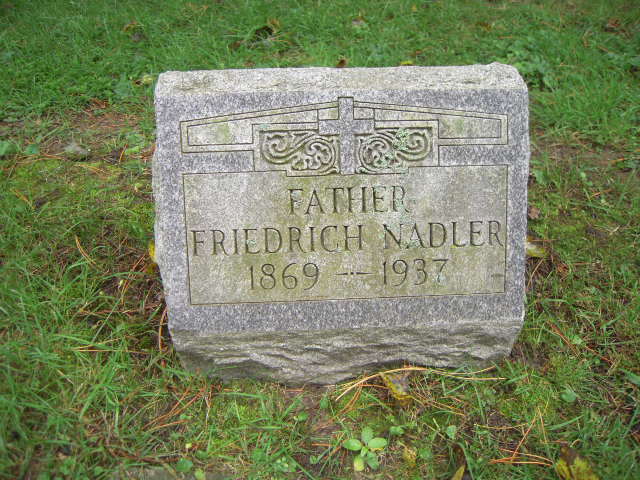 FATHER
FRIEDRICH NADLER
1869 - 1937